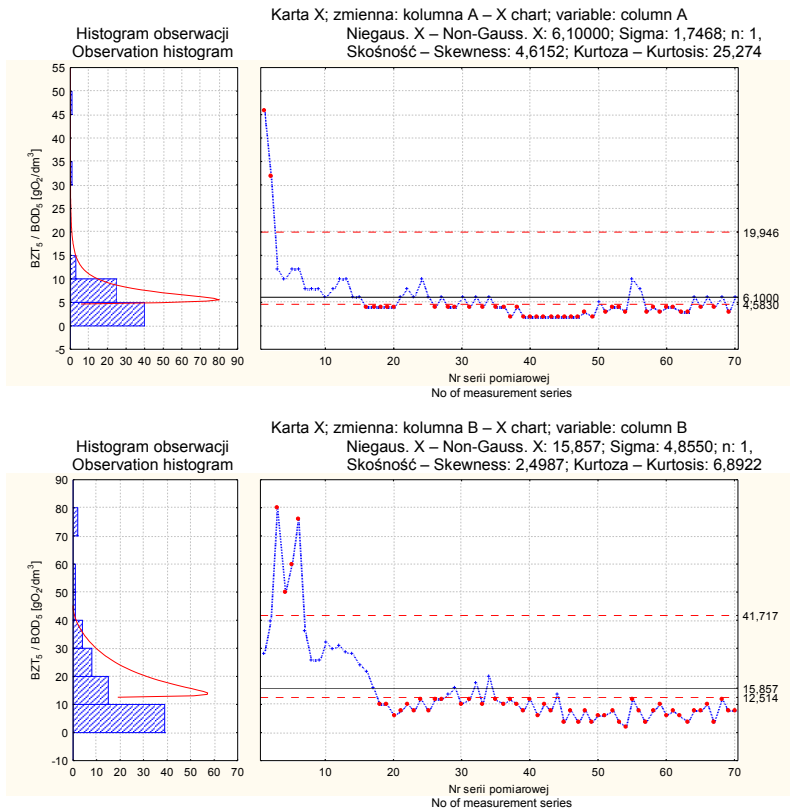 Karta X; zmienna: kolumna A – X chart; variable: column A
Histogram obserwacji
Observation histogram
Niegaus. X – Non-Gauss. X: 6,10000; Sigma: 1,7468; n: 1,
Skośność – Skewness: 4,6152; Kurtoza – Kurtosis: 25,274
BZT5 / BOD5 [gO2/dm3]
55
50
45
40
35
30
25
20
15
10
5
0
-5
0 10 20 30 40 50 60 70 80 90
10 20 30 40 50 60 70
19,946
6,1000
4,5830
Nr serii pomiarowej
No of measurement series
Karta X; zmienna: kolumna B – X chart; variable: column B
Histogram obserwacji
Observation histogram
Niegaus. X – Non-Gauss. X: 15,857; Sigma: 4,8550; n: 1,
Skośność – Skewness: 2,4987; Kurtoza – Kurtosis: 6,8922
BZT5 / BOD5 [gO2/dm3]
90
80
70
60
50
40
30
20
10
0
-10
0 10 20 30 40 50 60 70
10 20 30 40 50 60 70
41,717
15,857
12,514
Nr serii pomiarowej
No of measurement series